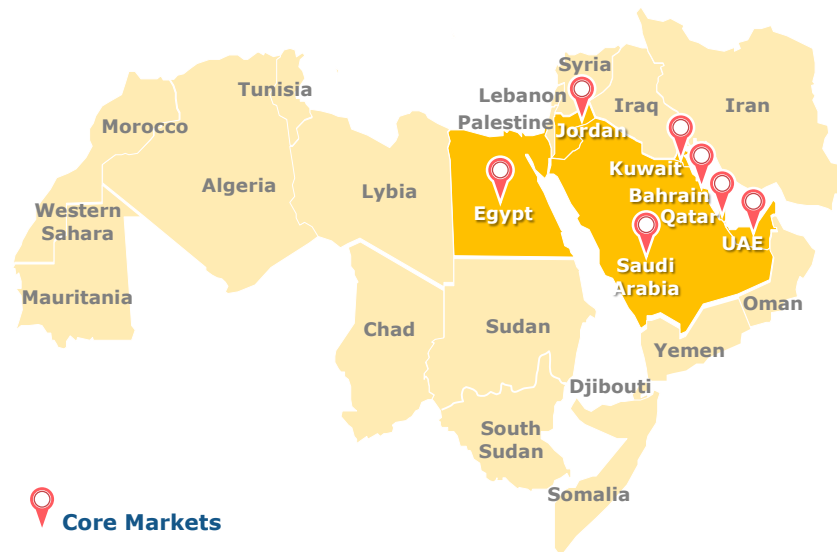 Syria
Tunisia
Lebanon
Iraq
Iran
Morocco
Palestine
Jordan
Kuwait
Algeria
Lybia
Bahrain
Western
Sahara
Egypt
Qatar
UAE
Saudi
Arabia
Mauritania
Oman
Chad
Sudan
Yemen
Djibouti
South
Sudan
Somalia
Core Markets